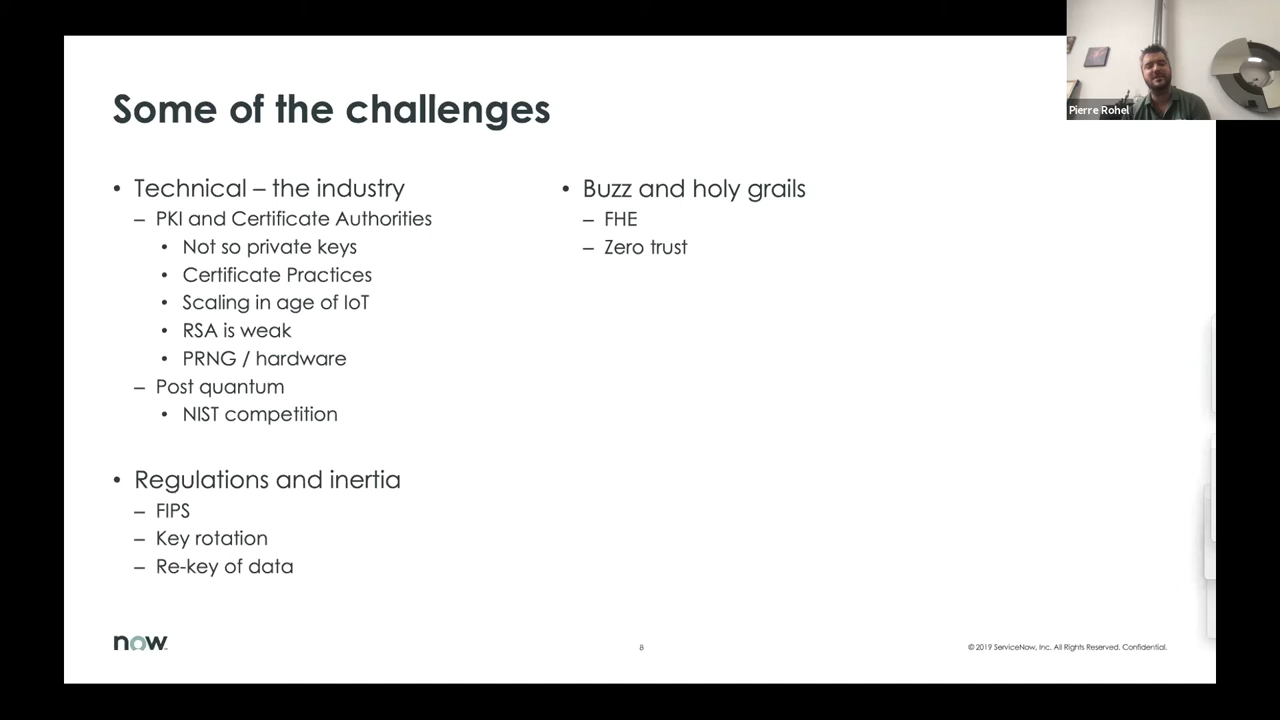 Some of the challenges
• Technical – the industry
– PKI and Certificate Authorities
• Not so private keys
• Certificate Practices
• Scaling in age of IoT
• RSA is weak
• PRNG / hardware
– Post quantum
• NIST competition
• Regulations and inertia
– FIPS
– Key rotation
– Re-key of data
• Buzz and holy grails
– FHE
– Zero trust
Pierre Rohel
now
8
© 2019 ServiceNow, Inc. All Rights Reserved. Confidential.